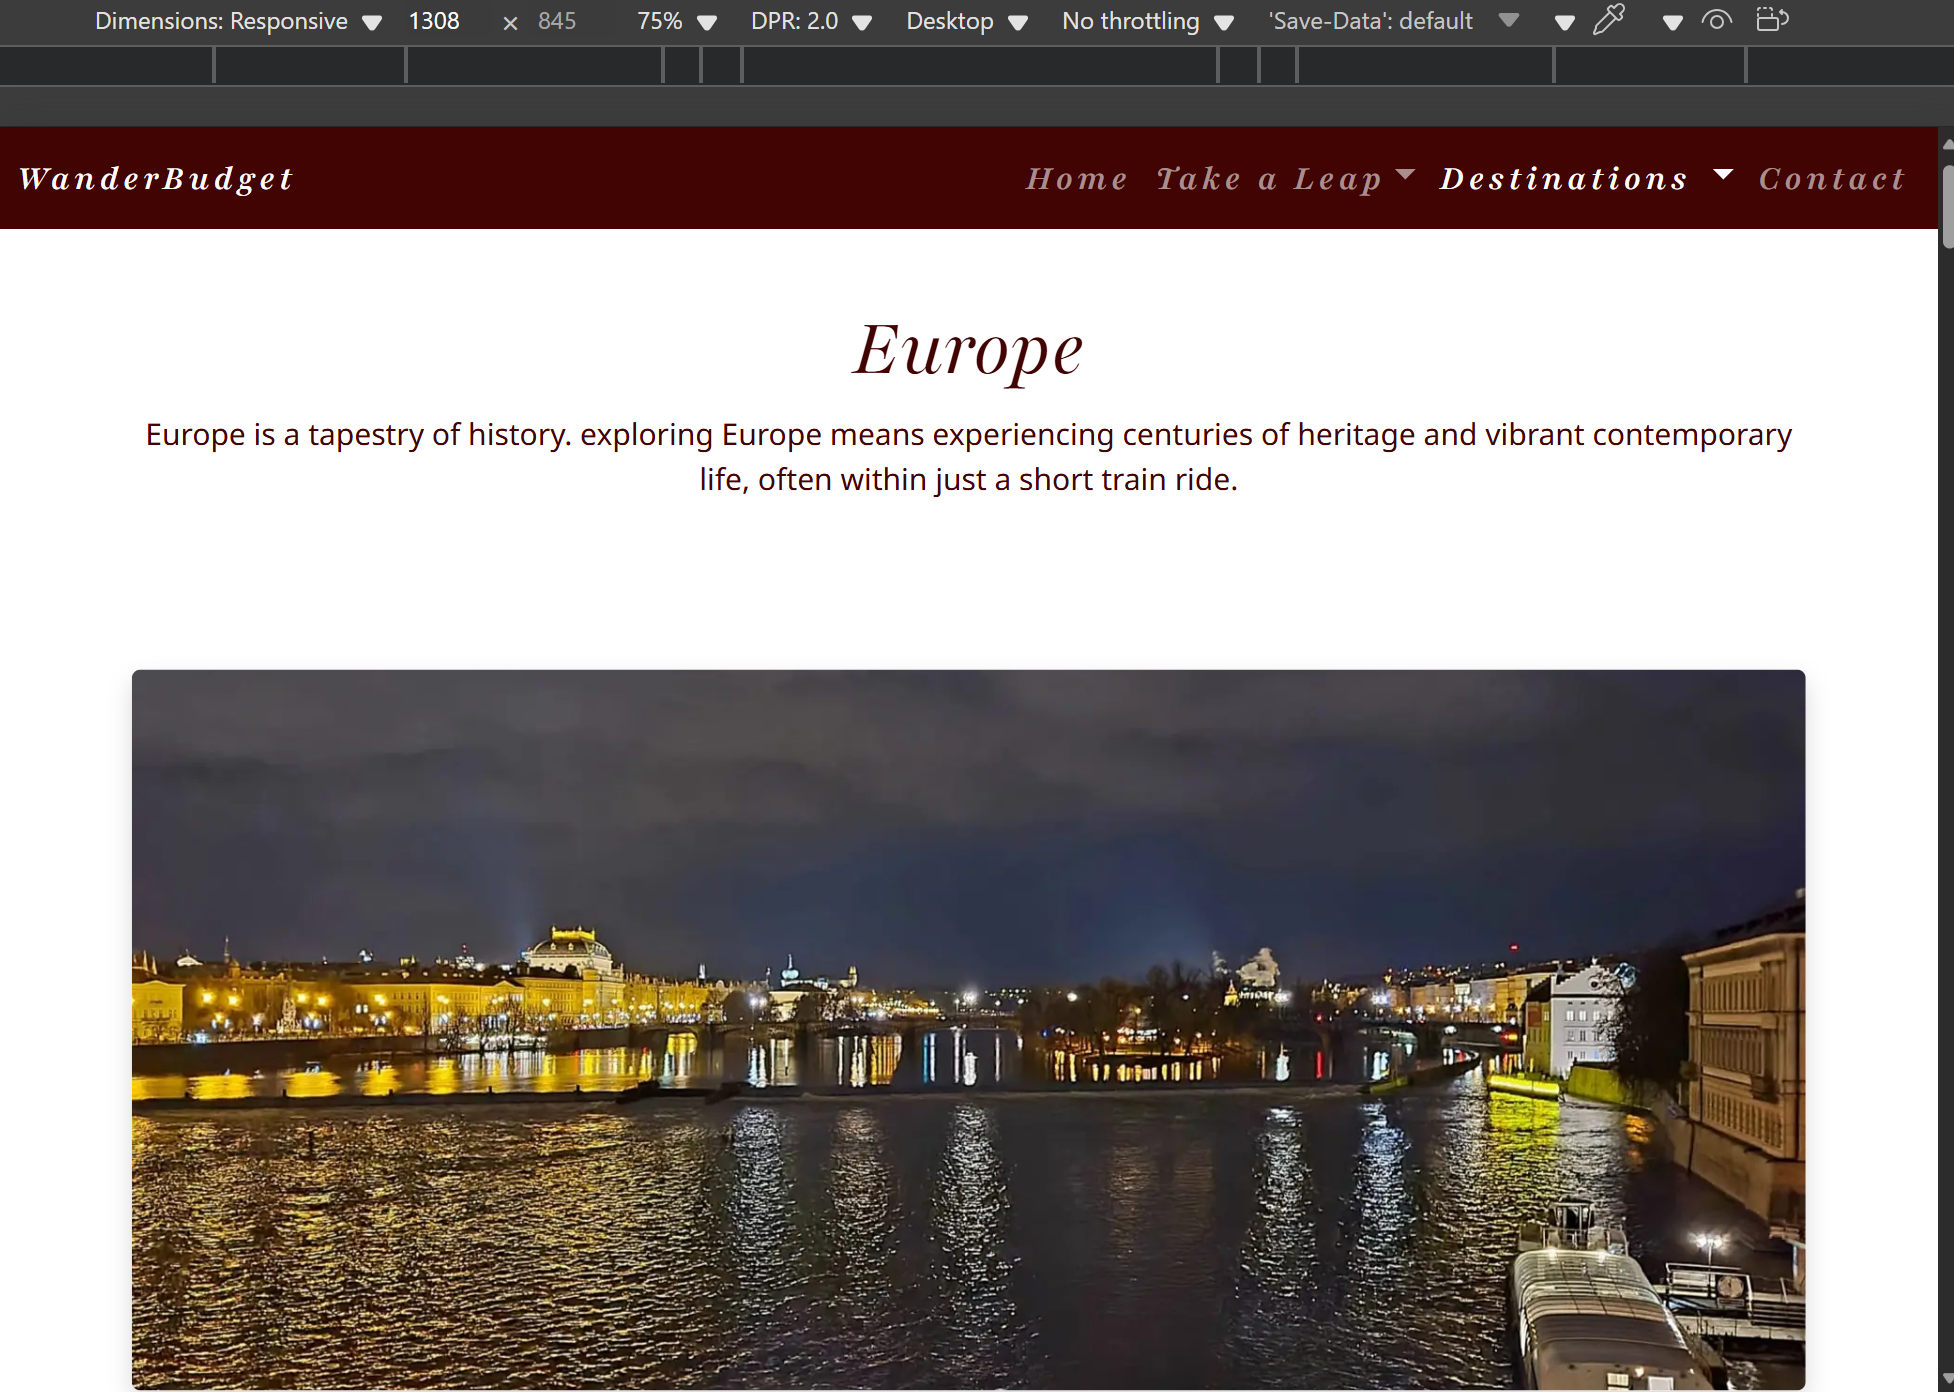 Dimensions: Responsive 1308 × 845 75% DPR: 2.0 Desktop No throttling 'Save-Data': default
WanderBudget Home Take a Leap Destinations Contact
Europe
Europe is a tapestry of history. exploring Europe means experiencing centuries of heritage and vibrant contemporary
life, often within just a short train ride.